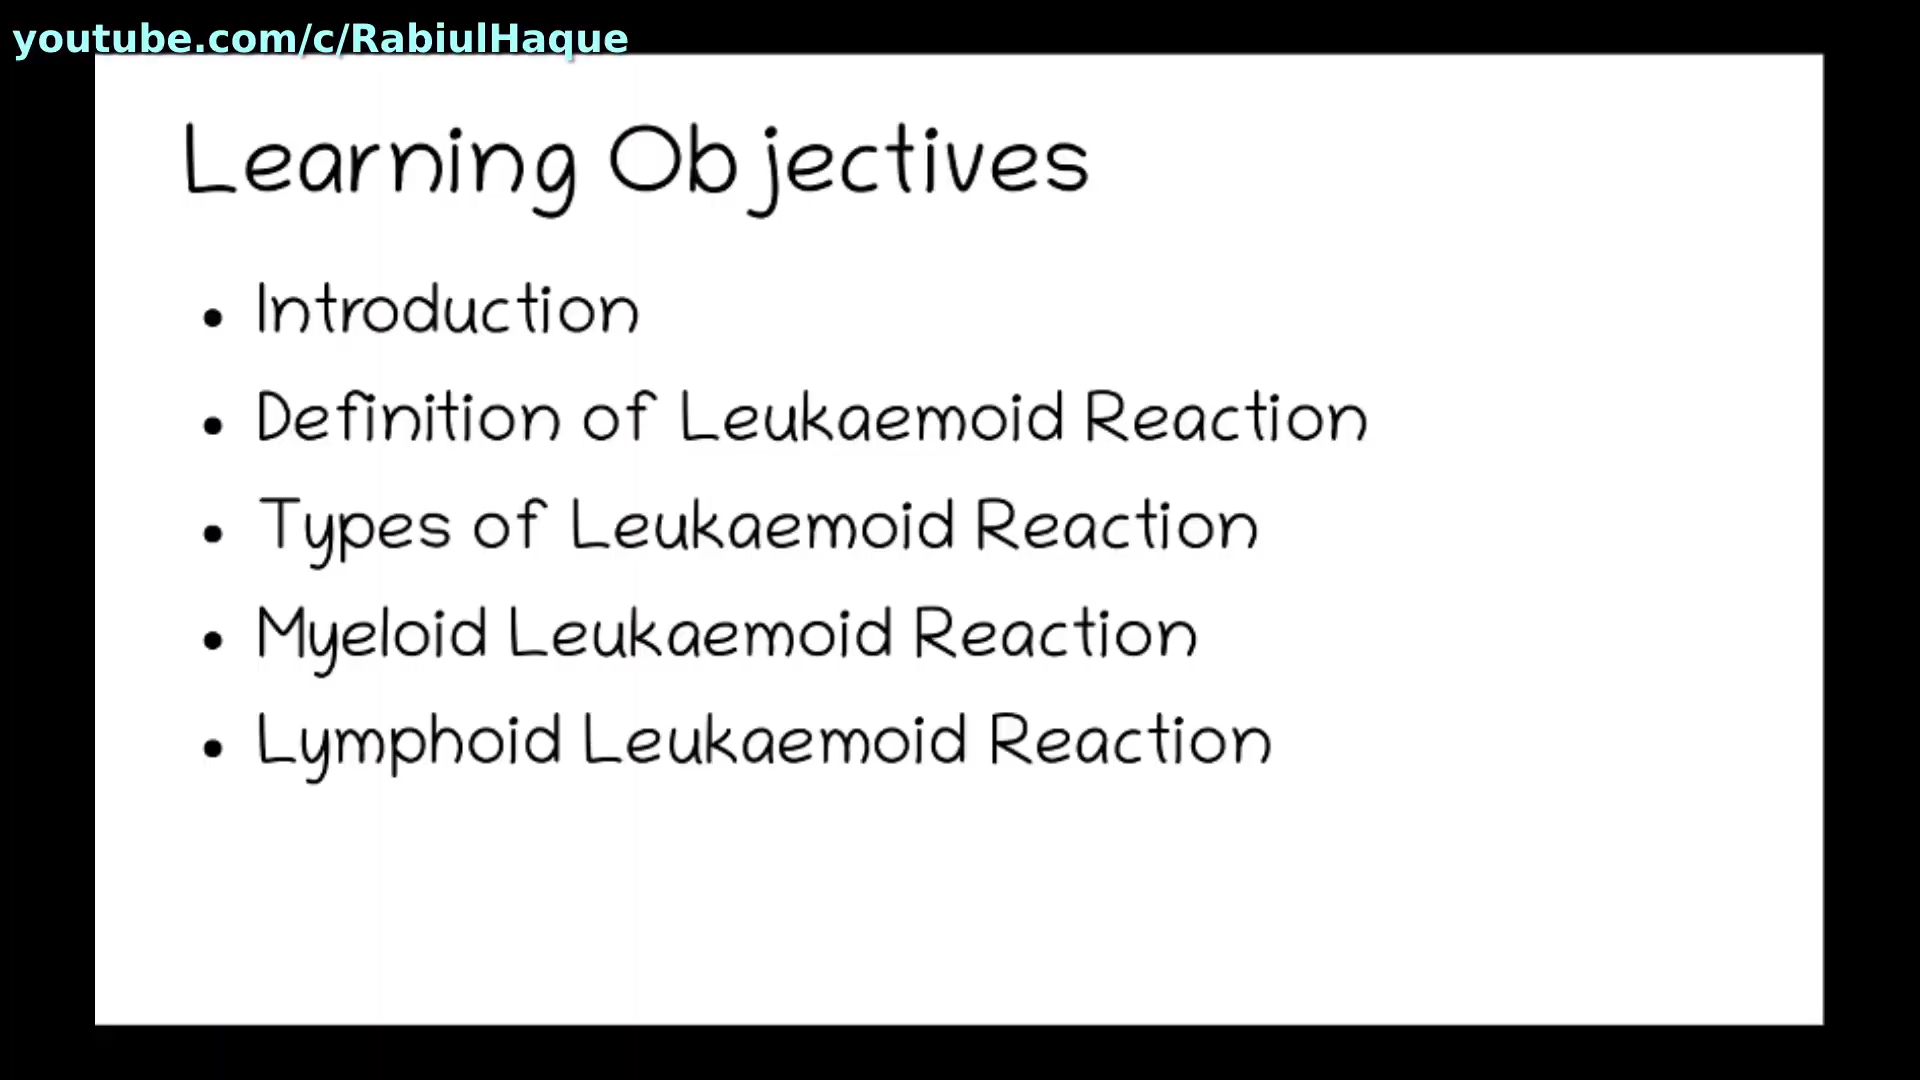 youtube.com/c/RabiulHaque
Learning Objectives
• Introduction
• Definition of Leukaemoid Reaction
• Types of Leukaemoid Reaction
• Myeloid Leukaemoid Reaction
• Lymphoid Leukaemoid Reaction